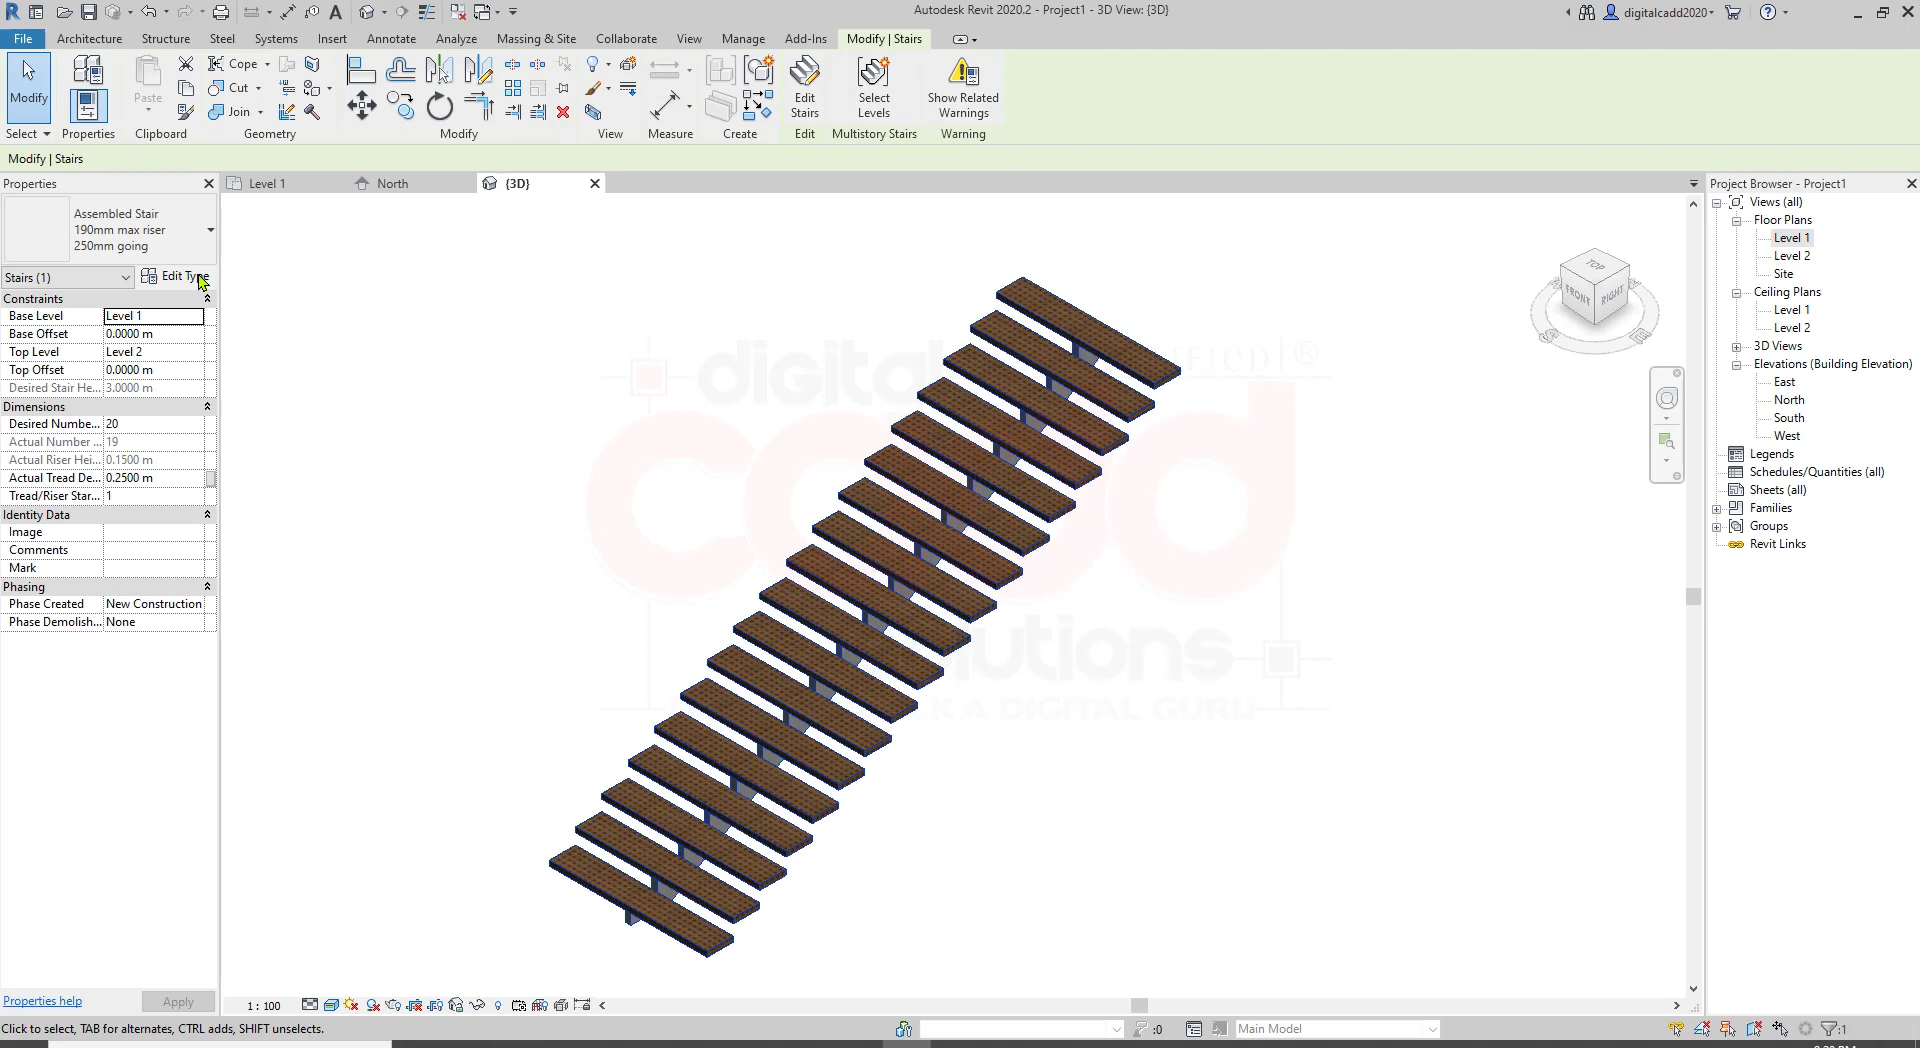 Autodesk Revit 2020.2 - Project1 - 3D View: {3D}
digitalcadd2020
File
Architecture
Structure
Steel
Systems
Insert
Annotate
Analyze
Massing & Site
Collaborate
View
Manage
Add-Ins
Modify | Stairs
Modify
Paste
Cope
Cut
Join
Edit
Stairs
Select
Levels
Show Related
Warnings
Select
Properties
Clipboard
Geometry
Modify
View
Measure
Create
Edit
Multistory Stairs
Warning
Modify | Stairs
Properties
Level 1
North
{3D}
Project Browser - Project1
Assembled Stair
190mm max riser
250mm going
Stairs (1)
Edit Type
Constraints
Base Level Level 1
Base Offset 0.0000 m
Top Level Level 2
Top Offset 0.0000 m
Desired Stair He... 3.0000 m
Dimensions
Desired Numbe... 20
Actual Number ... 19
Actual Riser Hei... 0.1500 m
Actual Tread De... 0.2500 m
Tread/Riser Star... 1
Identity Data
Image
Comments
Mark
Phasing
Phase Created New Construction
Phase Demolish... None
Properties help
Apply
TOP
FRONT
RIGHT
Views (all)
Floor Plans
Level 1
Level 2
Site
Ceiling Plans
Level 1
Level 2
3D Views
Elevations (Building Elevation)
East
North
South
West
Legends
Schedules/Quantities (all)
Sheets (all)
Families
Groups
Revit Links
1 : 100
Click to select, TAB for alternates, CTRL adds, SHIFT unselects.
:0
Main Model
:1